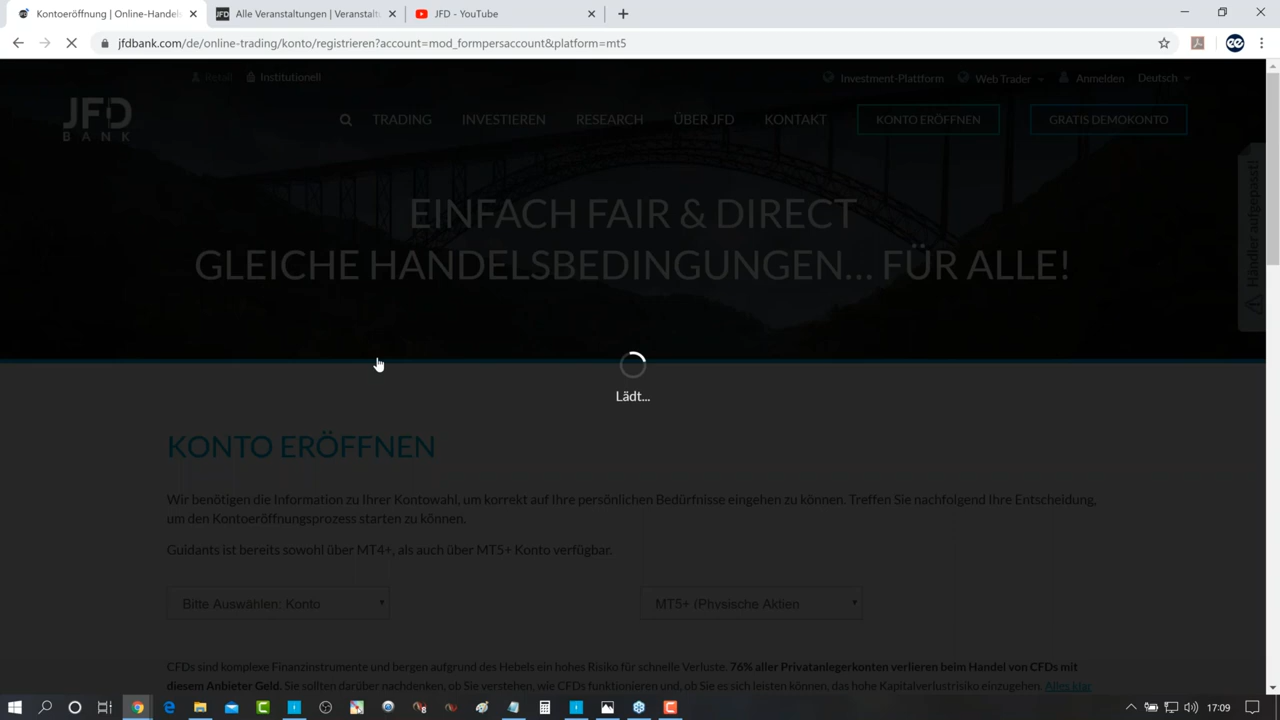 Kontoeröffnung | Online-Handels
Alle Veranstaltungen | Veranstaltu
JFD - YouTube
jfdbank.com/de/online-trading/konto/registrieren?account=mod_formpersaccount&platform=mt5
Retail
Institutionell
Investment-Plattform
Web Trader
Anmelden
Deutsch
JFD
BANK
TRADING
INVESTIEREN
RESEARCH
ÜBER JFD
KONTAKT
KONTO ERÖFFNEN
GRATIS DEMOKONTO
Händler aufgepasst!
EINFACH FAIR & DIRECT
GLEICHE HANDELSBEDINGUNGEN... FÜR ALLE!
Lädt...
KONTO ERÖFFNEN
Wir benötigen die Information zu Ihrer Kontowahl, um korrekt auf Ihre persönlichen Bedürfnisse eingehen zu können. Treffen Sie nachfolgend Ihre Entscheidung,
um den Kontoeröffnungsprozess starten zu können.
Guidants ist bereits sowohl über MT4+, als auch über MT5+ Konto verfügbar.
Bitte Auswählen: Konto
MT5+ (Physische Aktien
CFDs sind komplexe Finanzinstrumente und bergen aufgrund des Hebels ein hohes Risiko für schnelle Verluste. 76% aller Privatanlegerkonten verlieren beim Handel von CFDs mit
diesem Anbieter Geld. Sie sollten darüber nachdenken, ob Sie verstehen, wie CFDs funktionieren und, ob Sie es sich leisten können, das hohe Kapitalverlustrisiko einzugehen. Alles klar
17:09